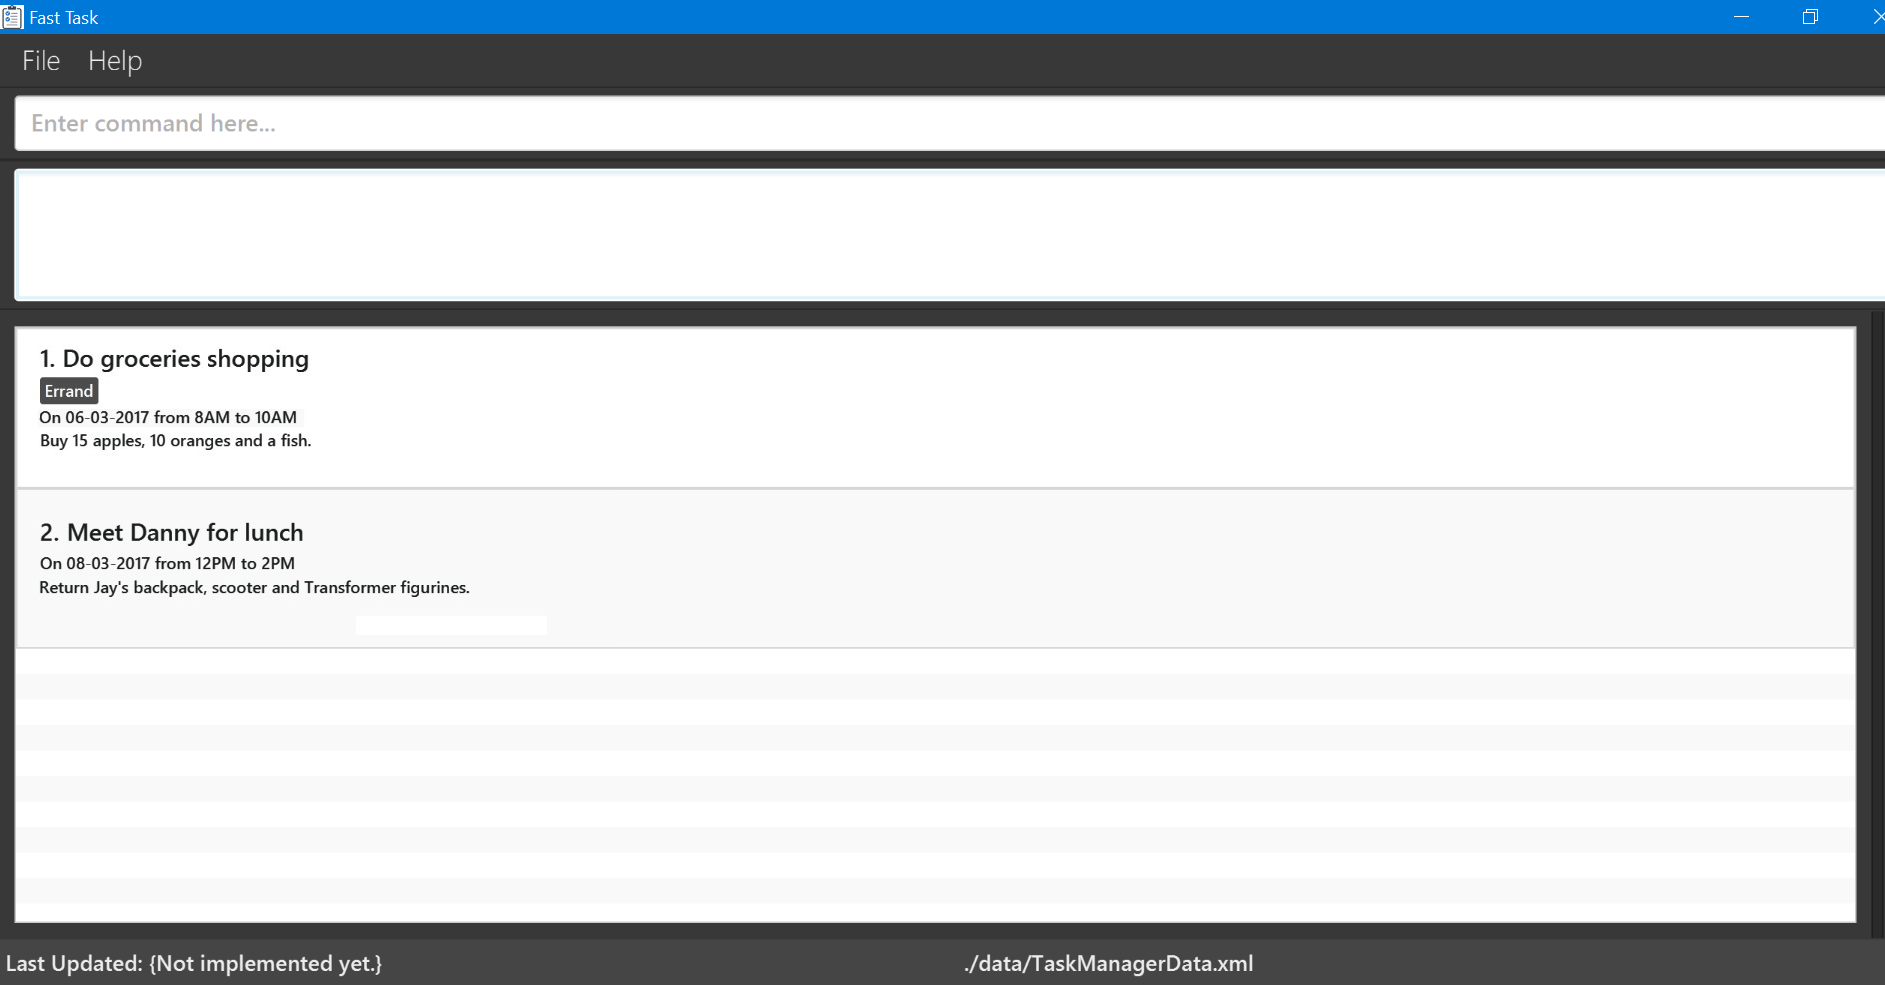 Fast Task
File Help
Enter command here...
1. Do groceries shopping
Errand
On 06-03-2017 from 8AM to 10AM
Buy 15 apples, 10 oranges and a fish.
2. Meet Danny for lunch
On 08-03-2017 from 12PM to 2PM
Return Jay's backpack, scooter and Transformer figurines.
Last Updated: {Not implemented yet.} ./data/TaskManagerData.xml